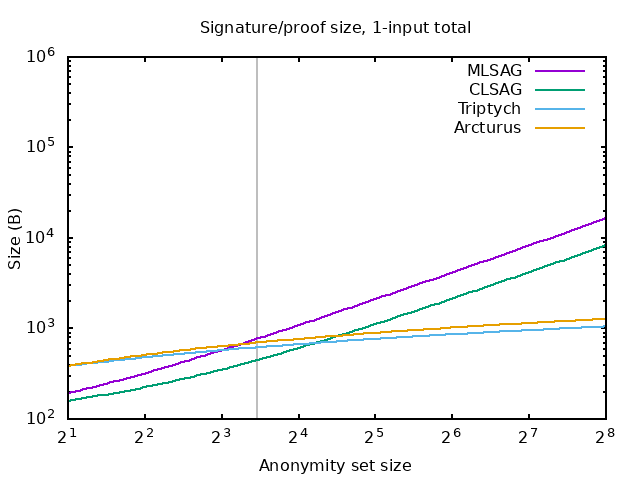 Signature/proof size, 1-input total
10^6
10^5
10^4
10^3
10^2
Size (B)
MLSAG
CLSAG
Triptych
Arcturus
2^1 2^2 2^3 2^4 2^5 2^6 2^7 2^8
Anonymity set size